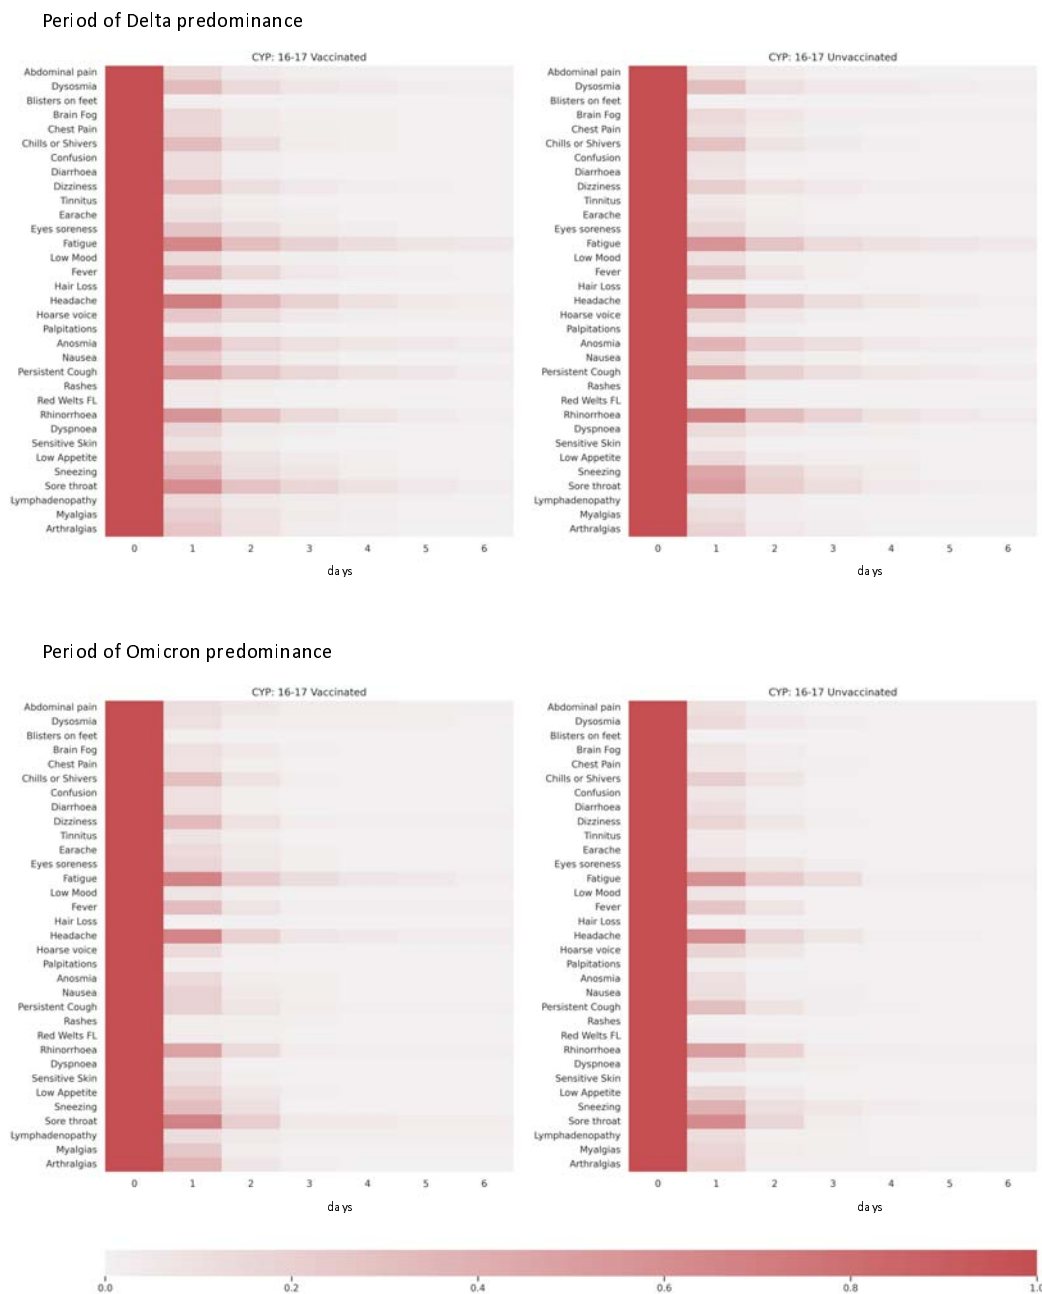 Period of Delta predominance
CYP: 16-17 Vaccinated
Abdominal pain
Dysosmia
Blisters on feet
Brain Fog
Chest Pain
Chills or Shivers
Confusion
Diarrhoea
Dizziness
Tinnitus
Earache
Eyes soreness
Fatigue
Low Mood
Fever
Hair Loss
Headache
Hoarse voice
Palpitations
Anosmia
Nausea
Persistent Cough
Rashes
Red Welts FL
Rhinorrhoea
Dyspnoea
Sensitive Skin
Low Appetite
Sneezing
Sore throat
Lymphadenopathy
Myalgias
Arthralgias
0 1 2 3 4 5 6
days
CYP: 16-17 Unvaccinated
Abdominal pain
Dysosmia
Blisters on feet
Brain Fog
Chest Pain
Chills or Shivers
Confusion
Diarrhoea
Dizziness
Tinnitus
Earache
Eyes soreness
Fatigue
Low Mood
Fever
Hair Loss
Headache
Hoarse voice
Palpitations
Anosmia
Nausea
Persistent Cough
Rashes
Red Welts FL
Rhinorrhoea
Dyspnoea
Sensitive Skin
Low Appetite
Sneezing
Sore throat
Lymphadenopathy
Myalgias
Arthralgias
0 1 2 3 4 5 6
days
Period of Omicron predominance
CYP: 16-17 Vaccinated
Abdominal pain
Dysosmia
Blisters on feet
Brain Fog
Chest Pain
Chills or Shivers
Confusion
Diarrhoea
Dizziness
Tinnitus
Earache
Eyes soreness
Fatigue
Low Mood
Fever
Hair Loss
Headache
Hoarse voice
Palpitations
Anosmia
Nausea
Persistent Cough
Rashes
Red Welts FL
Rhinorrhoea
Dyspnoea
Sensitive Skin
Low Appetite
Sneezing
Sore throat
Lymphadenopathy
Myalgias
Arthralgias
0 1 2 3 4 5 6
days
CYP: 16-17 Unvaccinated
Abdominal pain
Dysosmia
Blisters on feet
Brain Fog
Chest Pain
Chills or Shivers
Confusion
Diarrhoea
Dizziness
Tinnitus
Earache
Eyes soreness
Fatigue
Low Mood
Fever
Hair Loss
Headache
Hoarse voice
Palpitations
Anosmia
Nausea
Persistent Cough
Rashes
Red Welts FL
Rhinorrhoea
Dyspnoea
Sensitive Skin
Low Appetite
Sneezing
Sore throat
Lymphadenopathy
Myalgias
Arthralgias
0 1 2 3 4 5 6
days
0.0 0.2 0.4 0.6 0.8 1.0